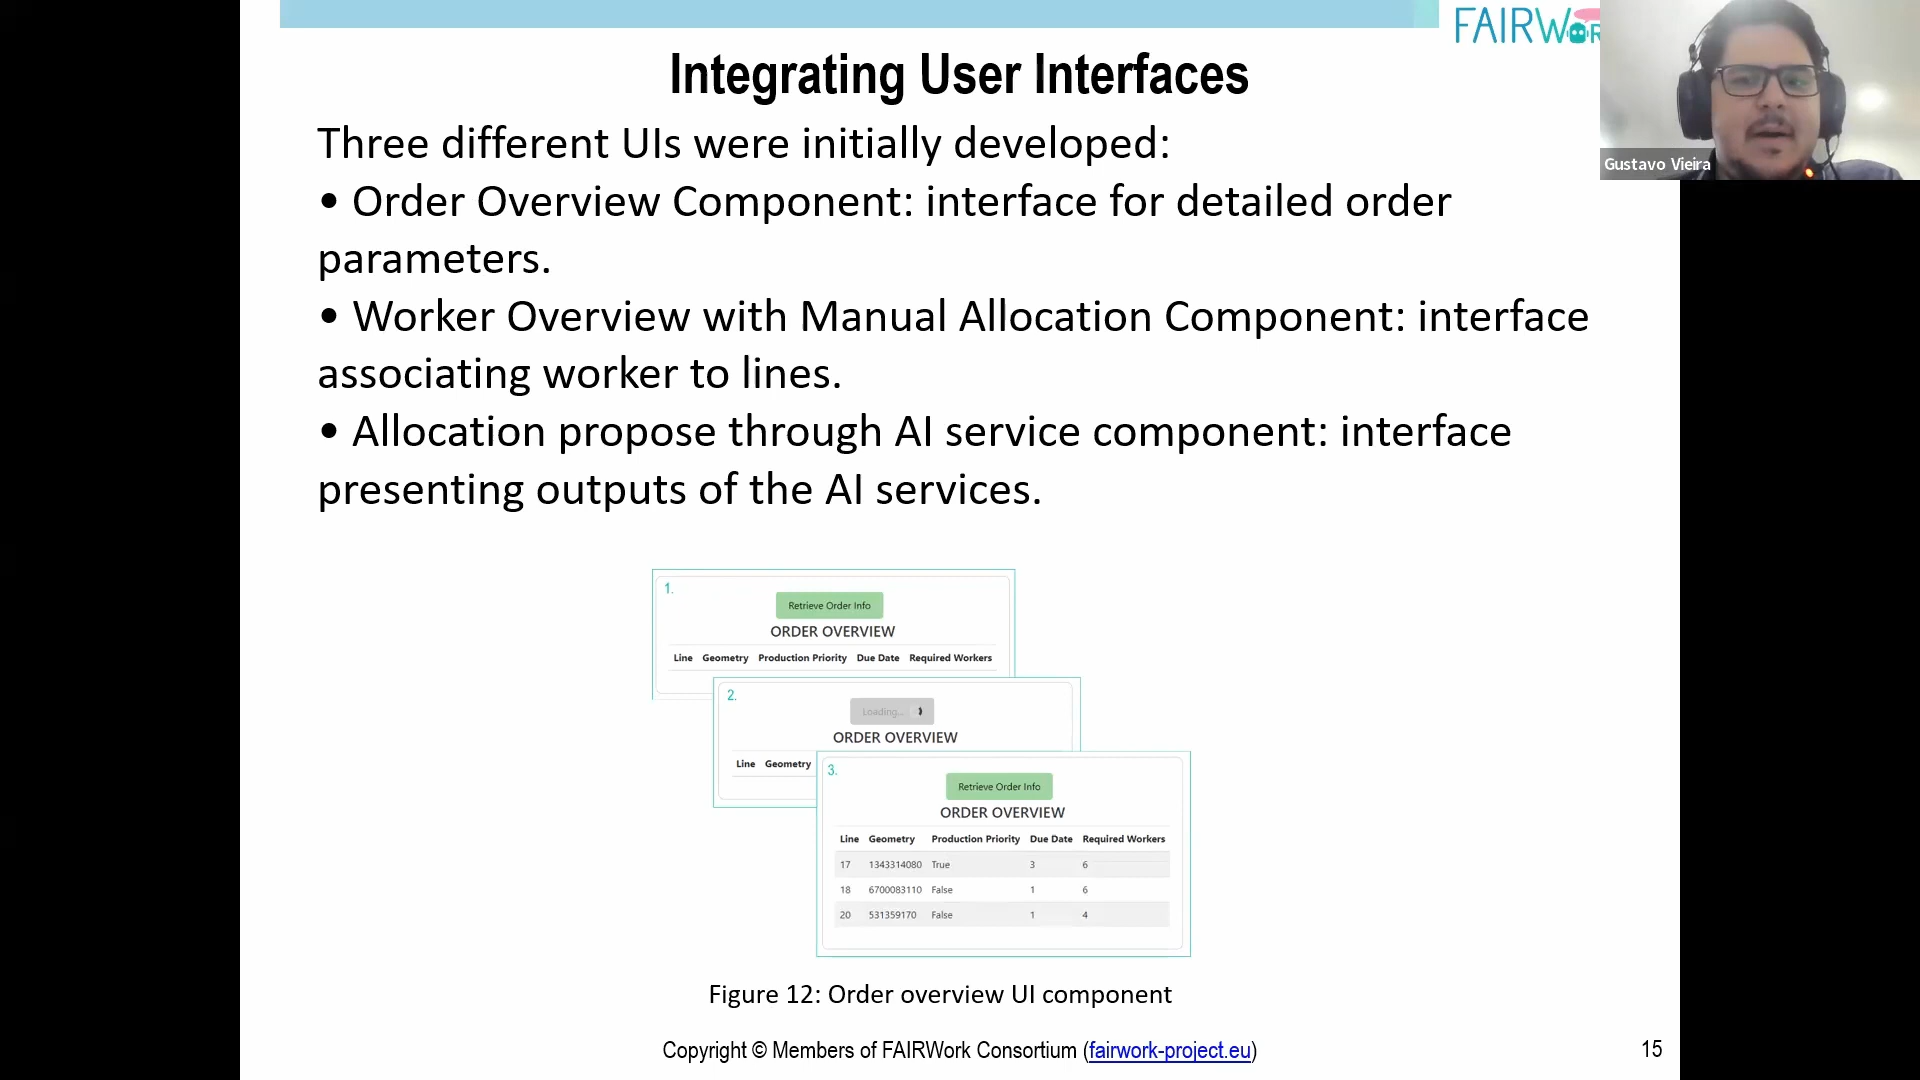 FAIRWor
Integrating User Interfaces
Gustavo Vieira
Three different UIs were initially developed:
• Order Overview Component: interface for detailed order
parameters.
• Worker Overview with Manual Allocation Component: interface
associating worker to lines.
• Allocation propose through AI service component: interface
presenting outputs of the AI services.
1.
Retrieve Order Info
ORDER OVERVIEW
Line Geometry Production Priority Due Date Required Workers
2.
Loading...
ORDER OVERVIEW
Line Geometry
3.
Retrieve Order Info
ORDER OVERVIEW
Line Geometry Production Priority Due Date Required Workers
17 1343314080 True 3 6
18 6700083110 False 1 6
20 531359170 False 1 4
Figure 12: Order overview UI component
Copyright © Members of FAIRWork Consortium (fairwork-project.eu)
15